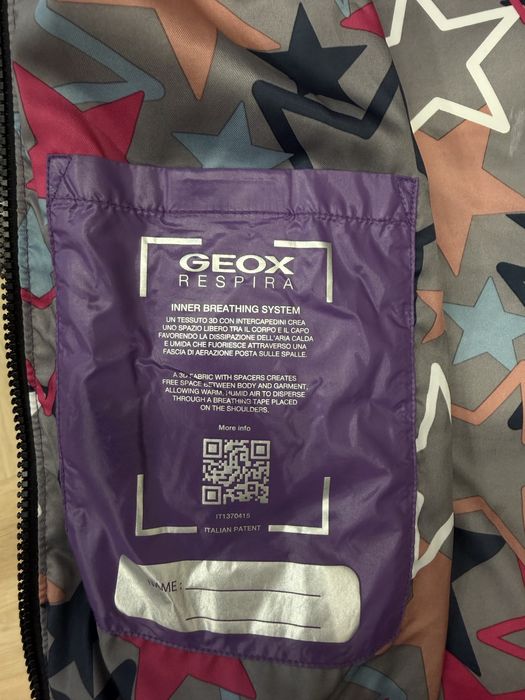 GEOX
RESPIRA
INNER BREATHING SYSTEM
UN TESSUTO 3D CON INTERCAPEDINI CREA
UNO SPAZIO LIBERO TRA IL CORPO E IL CAPO
FAVORENDO LA DISSIPAZIONE DELL'ARIA CALDA
E UMIDA CHE FUORIESCE ATTRAVERSO UNA
FASCIA DI AERAZIONE POSTA SULLE SPALLE.
A 3D FABRIC WITH SPACERS CREATES
FREE SPACE BETWEEN BODY AND GARMENT,
ALLOWING WARM, HUMID AIR TO DISPERSE
THROUGH A BREATHING TAPE PLACED
ON THE SHOULDERS.
More info
IT1370415
ITALIAN PATENT
NAME: